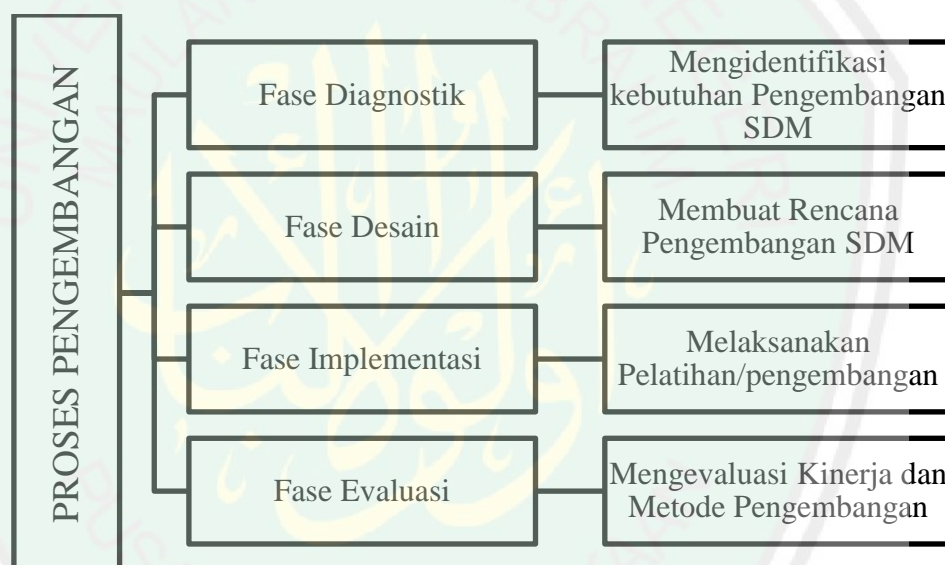 PROSES PENGEMBANGAN
Fase Diagnostik
Mengidentifikasi
kebutuhan Pengembangan
SDM
Fase Desain
Membuat Rencana
Pengembangan SDM
Fase Implementasi
Melaksanakan
Pelatihan/pengembangan
Fase Evaluasi
Mengevaluasi Kinerja dan
Metode Pengembangan